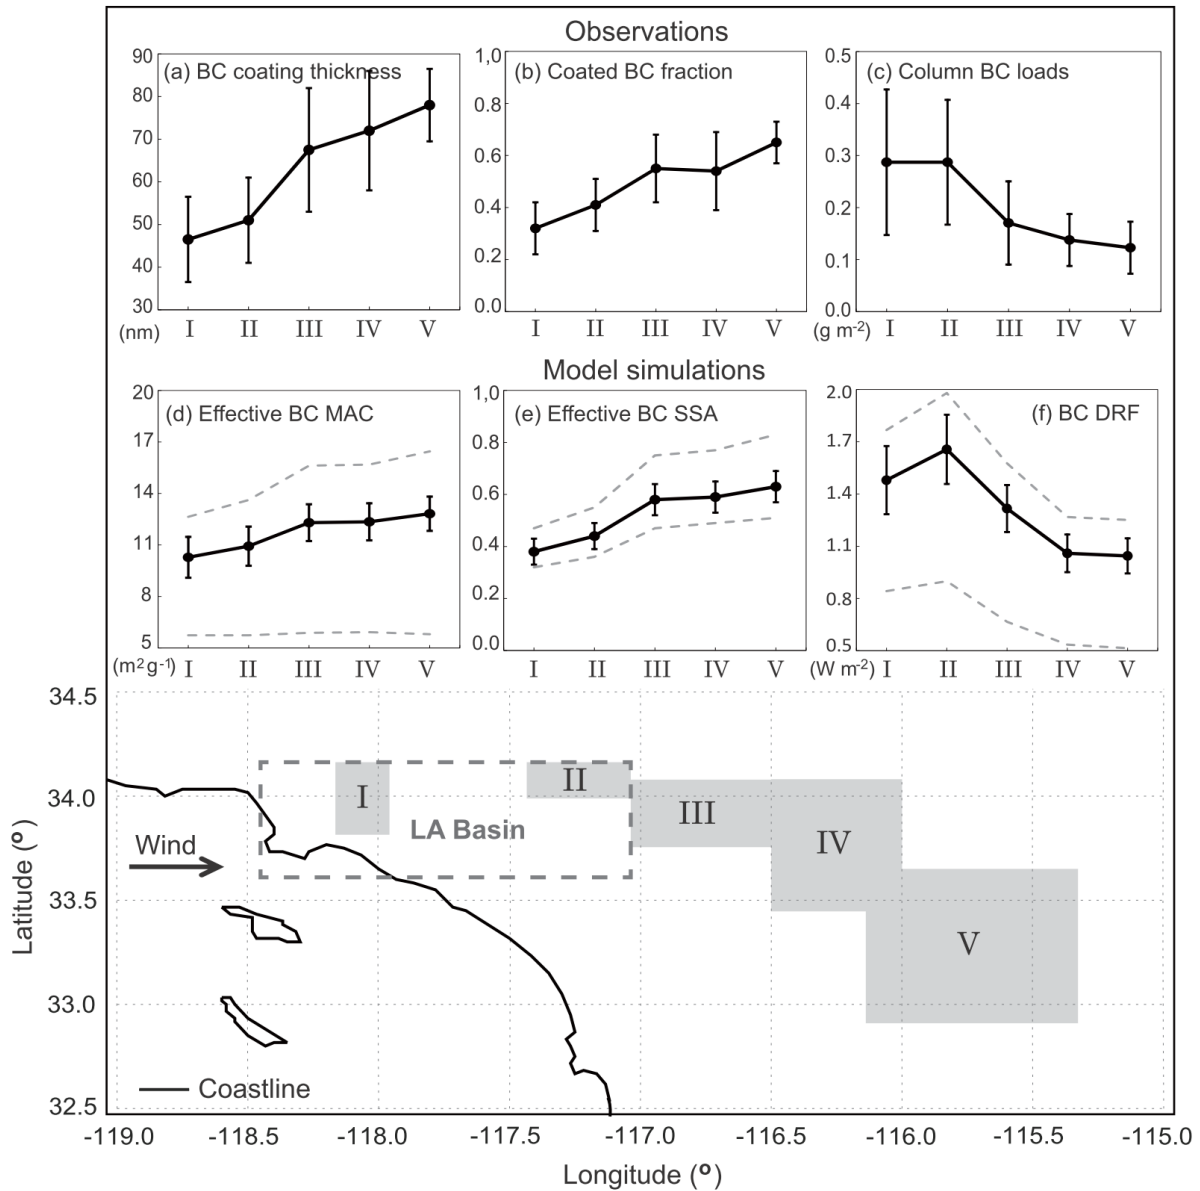 Observations
(a) BC coating thickness
90
80
70
60
50
40
30
(nm) I II III IV V
(b) Coated BC fraction
1,0
0.8
0.6
0.4
0.2
0.0
I II III IV V
(c) Column BC loads
0.5
0.4
0.3
0.2
0.1
0.0
(g m-2) I II III IV V
Model simulations
(d) Effective BC MAC
20
17
14
11
8
5
(m2 g-1) I II III IV V
(e) Effective BC SSA
1,0
0.8
0.6
0.4
0.2
0.0
I II III IV V
(f) BC DRF
2.0
1.7
1.4
1.1
0.8
0.5
(W m-2) I II III IV V
34.5
34.0
33.5
33.0
32.5
Latitude (º)
I
II
III
IV
V
LA Basin
Wind
Coastline
-119.0 -118.5 -118.0 -117.5 -117.0 -116.5 -116.0 -115.5 -115.0
Longitude (º)